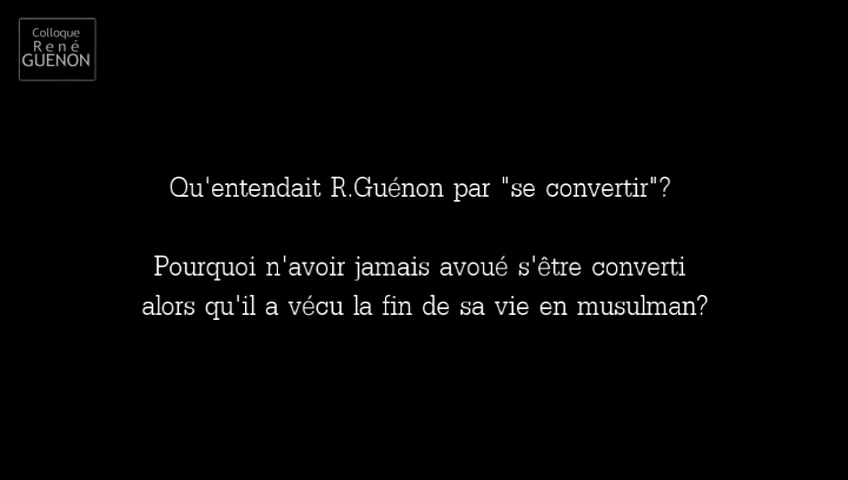 Colloque
René
GUENON
Qu'entendait R.Guénon par "se convertir"?
Pourquoi n'avoir jamais avoué s'être converti
alors qu'il a vécu la fin de sa vie en musulman?